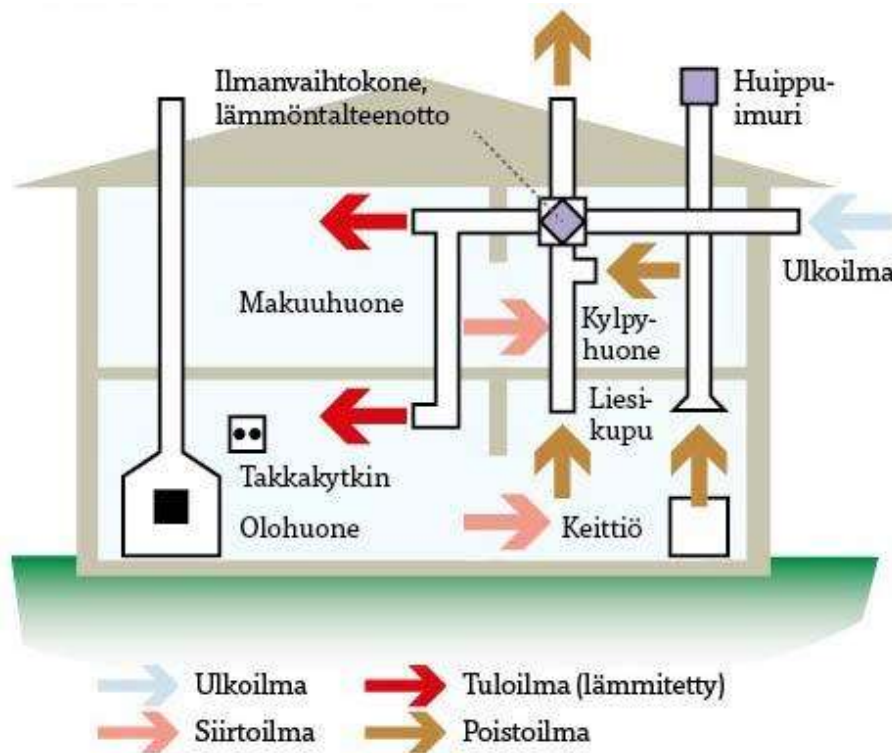 Ilmanvaihtokone,
lämmöntalteenotto
Huippu-
imuri
Ulkoilma
Makuuhuone
Kylpy-
huone
Liesi-
kupu
Takkakytkin
Olohuone
Keittiö
Ulkoilma
Tuloilma (lämmitetty)
Siirtoilma
Poistoilma